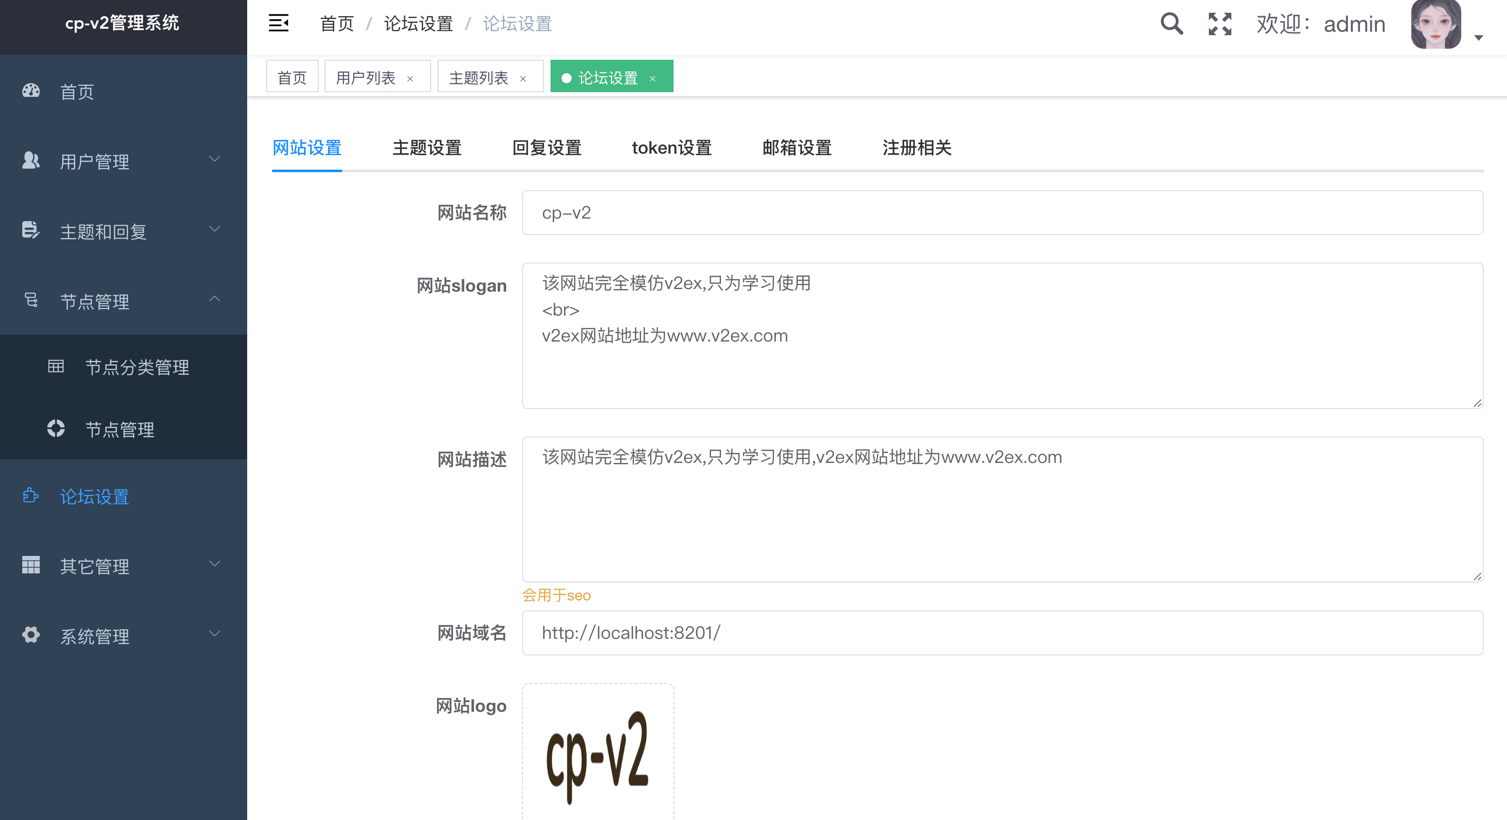 cp-v2管理系统
首页 / 论坛设置 / 论坛设置
欢迎：admin
首页
用户列表 ×
主题列表 ×
论坛设置 ×
首页
用户管理
主题和回复
节点管理
节点分类管理
节点管理
论坛设置
其它管理
系统管理
网站设置
主题设置
回复设置
token设置
邮箱设置
注册相关
网站名称
cp-v2
网站slogan
该网站完全模仿v2ex,只为学习使用
<br>
v2ex网站地址为www.v2ex.com
网站描述
该网站完全模仿v2ex,只为学习使用,v2ex网站地址为www.v2ex.com
会用于seo
网站域名
http://localhost:8201/
网站logo
cp-v2